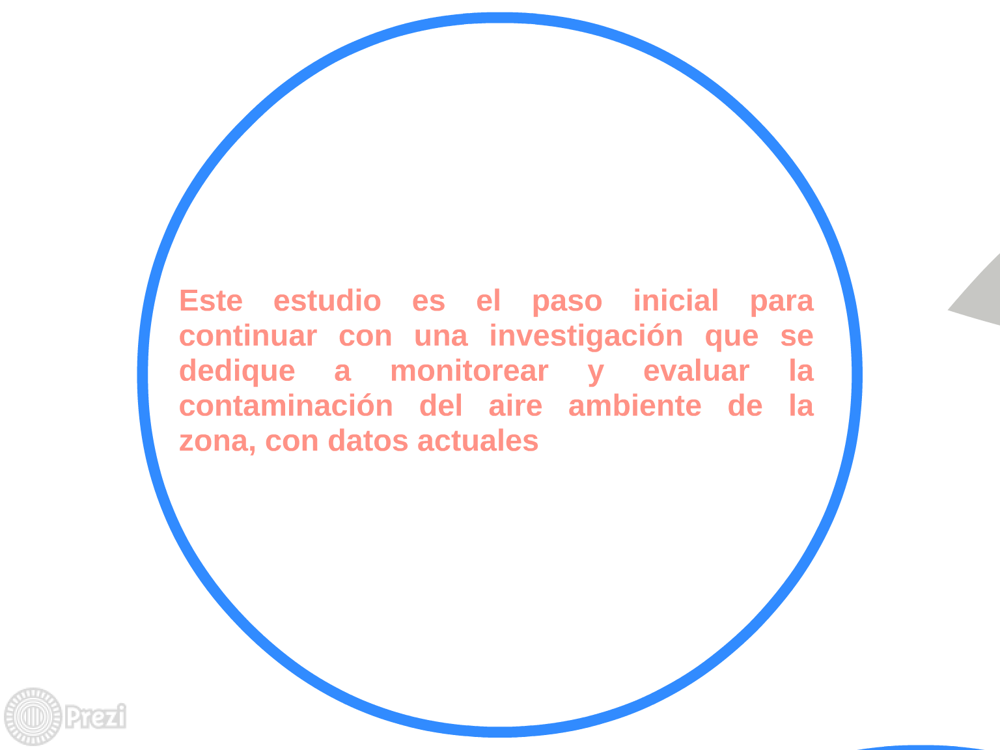 Este estudio es el paso inicial para
continuar con una investigación que se
dedique a monitorear y evaluar la
contaminación del aire ambiente de la
zona, con datos actuales
Prezi